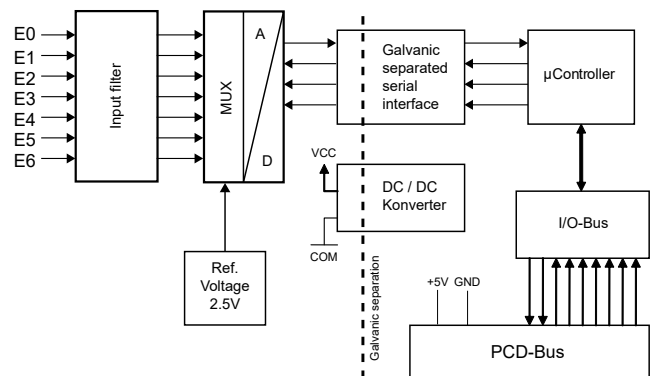 E0
E1
E2
E3
E4
E5
E6
Input filter
MUX
A
D
Galvanic
separated
serial
interface
µController
VCC
DC / DC
Konverter
COM
I/O-Bus
Ref.
Voltage
2.5V
Galvanic separation
+5V GND
PCD-Bus